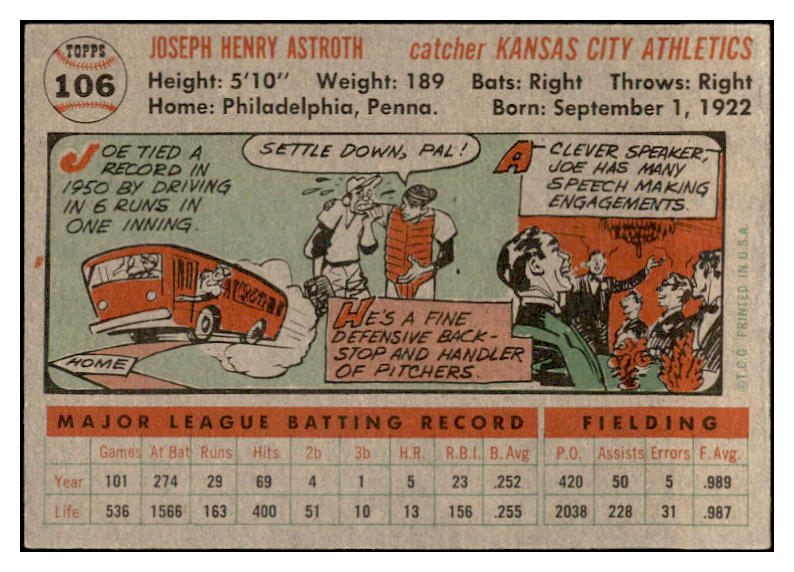 TOPPS
106
JOSEPH HENRY ASTROTH catcher KANSAS CITY ATHLETICS
Height: 5'10" Weight: 189 Bats: Right Throws: Right
Home: Philadelphia, Penna. Born: September 1, 1922
JOE TIED A
RECORD IN
1950 BY DRIVING
IN 6 RUNS IN
ONE INNING.
HOME
SETTLE DOWN, PAL!
HE'S A FINE
DEFENSIVE BACK-
STOP AND HANDLER
OF PITCHERS.
A CLEVER SPEAKER,
JOE HAS MANY
SPEECH MAKING
ENGAGEMENTS.
©T.C.G. PRINTED IN U.S.A.
MAJOR LEAGUE BATTING RECORD FIELDING
Games At Bat Runs Hits 2b 3b H.R. R.B.I. B. Avg P.O. Assists Errors F. Avg.
Year 101 274 29 69 4 1 5 23 .252 420 50 5 .989
Life 536 1566 163 400 51 10 13 156 .255 2038 228 31 .987